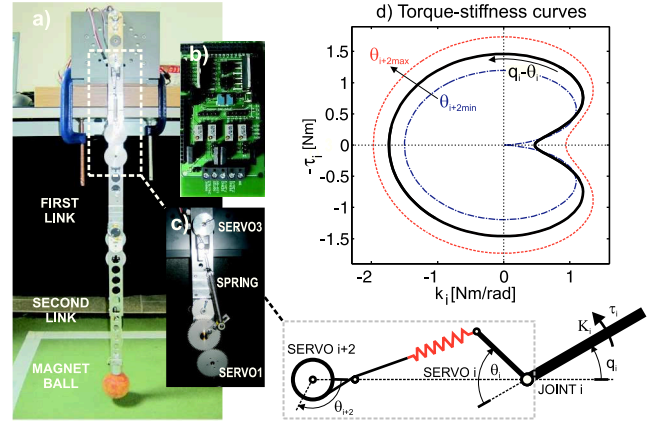 a)
b)
c)
FIRST LINK
SECOND LINK
MAGNET BALL
SERVO3
SPRING
SERVO1
d) Torque-stiffness curves
θi+2max
θi+2min
qi-θi
-τi [Nm]
1.5
1
0.5
0
-0.5
-1
-1.5
-2
-1
0
1
2
ki [Nm/rad]
SERVO i+2
θi+2
SERVO i
θi
JOINT i
Ki
τi
qi